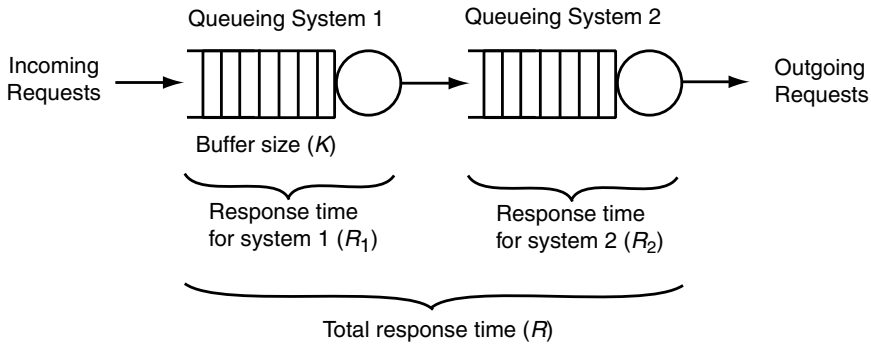 Queueing System 1
Queueing System 2
Incoming
Requests
Outgoing
Requests
Buffer size (K)
Response time
for system 1 (R1)
Response time
for system 2 (R2)
Total response time (R)